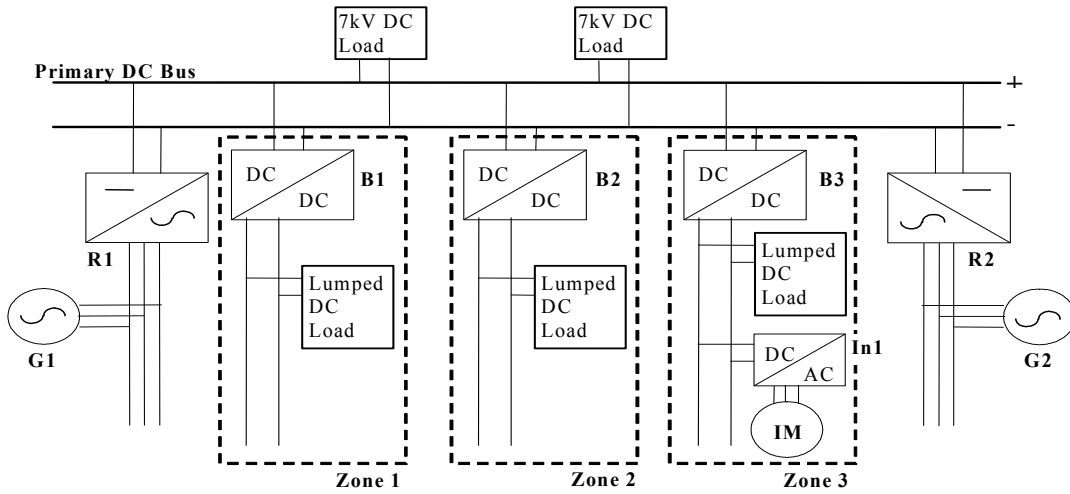 7kV DC
Load
7kV DC
Load
Primary DC Bus
+
-
DC
DC
B1
DC
DC
B2
DC
DC
B3
R1
R2
Lumped
DC
Load
Lumped
DC
Load
Lumped
DC
Load
G1
G2
DC
AC
In1
IM
Zone 1
Zone 2
Zone 3